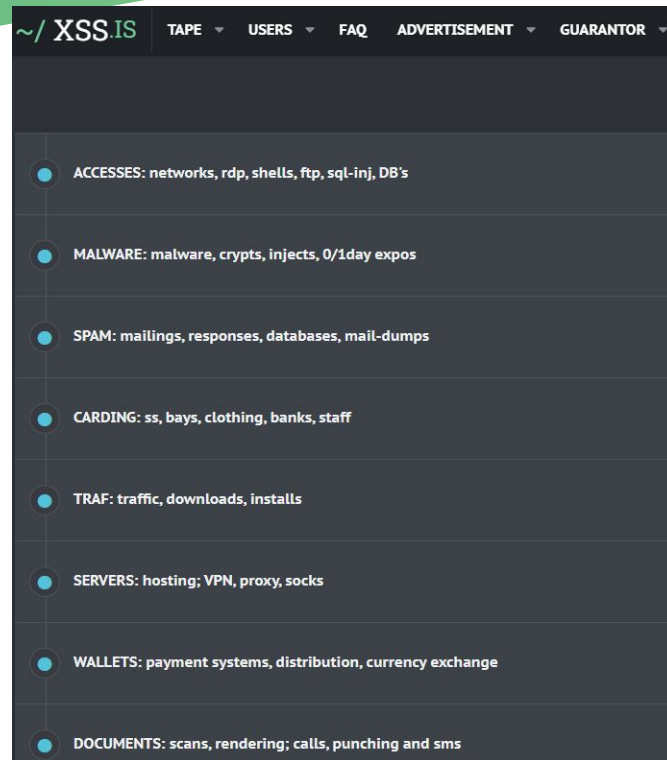 ~/ XSS.IS TAPE USERS FAQ ADVERTISEMENT GUARANTOR
ACCESSES: networks, rdp, shells, ftp, sql-inj, DB's
MALWARE: malware, crypts, injects, 0/1day expos
SPAM: mailings, responses, databases, mail-dumps
CARDING: ss, bays, clothing, banks, staff
TRAF: traffic, downloads, installs
SERVERS: hosting; VPN, proxy, socks
WALLETS: payment systems, distribution, currency exchange
DOCUMENTS: scans, rendering; calls, punching and sms